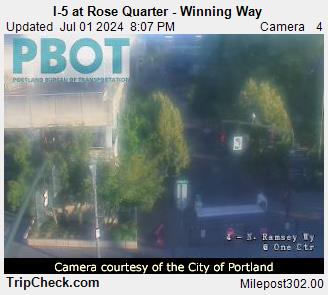 I-5 at Rose Quarter - Winning Way
Updated Jul 01 2024 8:07 PM Camera 4
PBOT
PORTLAND BUREAU OF TRANSPORTATION
4 - N. Ramsey Wy
@ One Ctr
Camera courtesy of the City of Portland
TripCheck.com Milepost302.00